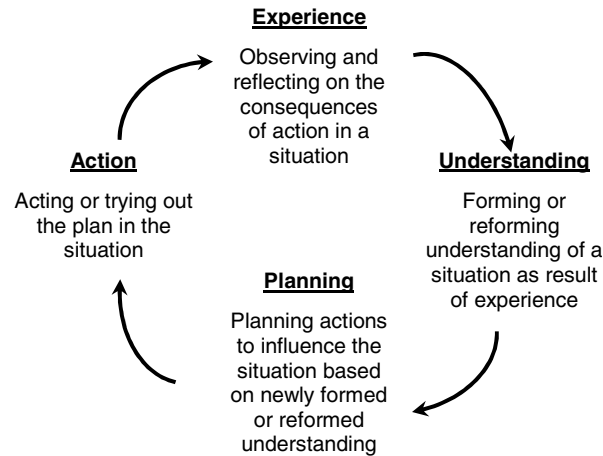 Experience
Observing and
reflecting on the
consequences
of action in a
situation
Understanding
Forming or
reforming
understanding of a
situation as result
of experience
Planning
Planning actions
to influence the
situation based
on newly formed
or reformed
understanding
Action
Acting or trying out
the plan in the
situation